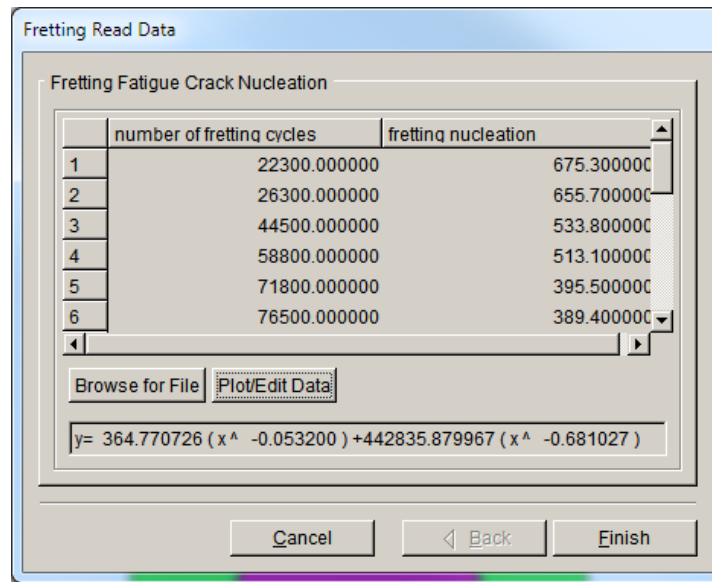 Fretting Read Data
Fretting Fatigue Crack Nucleation
number of fretting cycles fretting nucleation
1 22300.000000 675.300000
2 26300.000000 655.700000
3 44500.000000 533.800000
4 58800.000000 513.100000
5 71800.000000 395.500000
6 76500.000000 389.400000
Browse for File Plot/Edit Data
y= 364.770726 ( x ^ -0.053200 ) +442835.879967 ( x ^ -0.681027 )
Cancel Back Finish